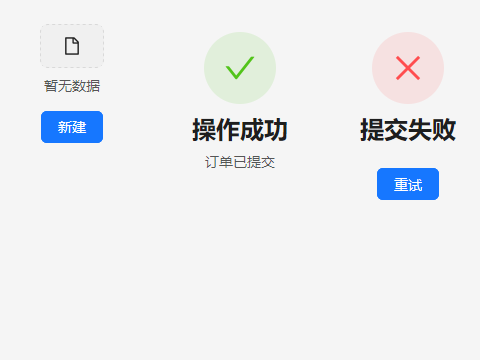 暂无数据
新建
操作成功
订单已提交
提交失败
重试